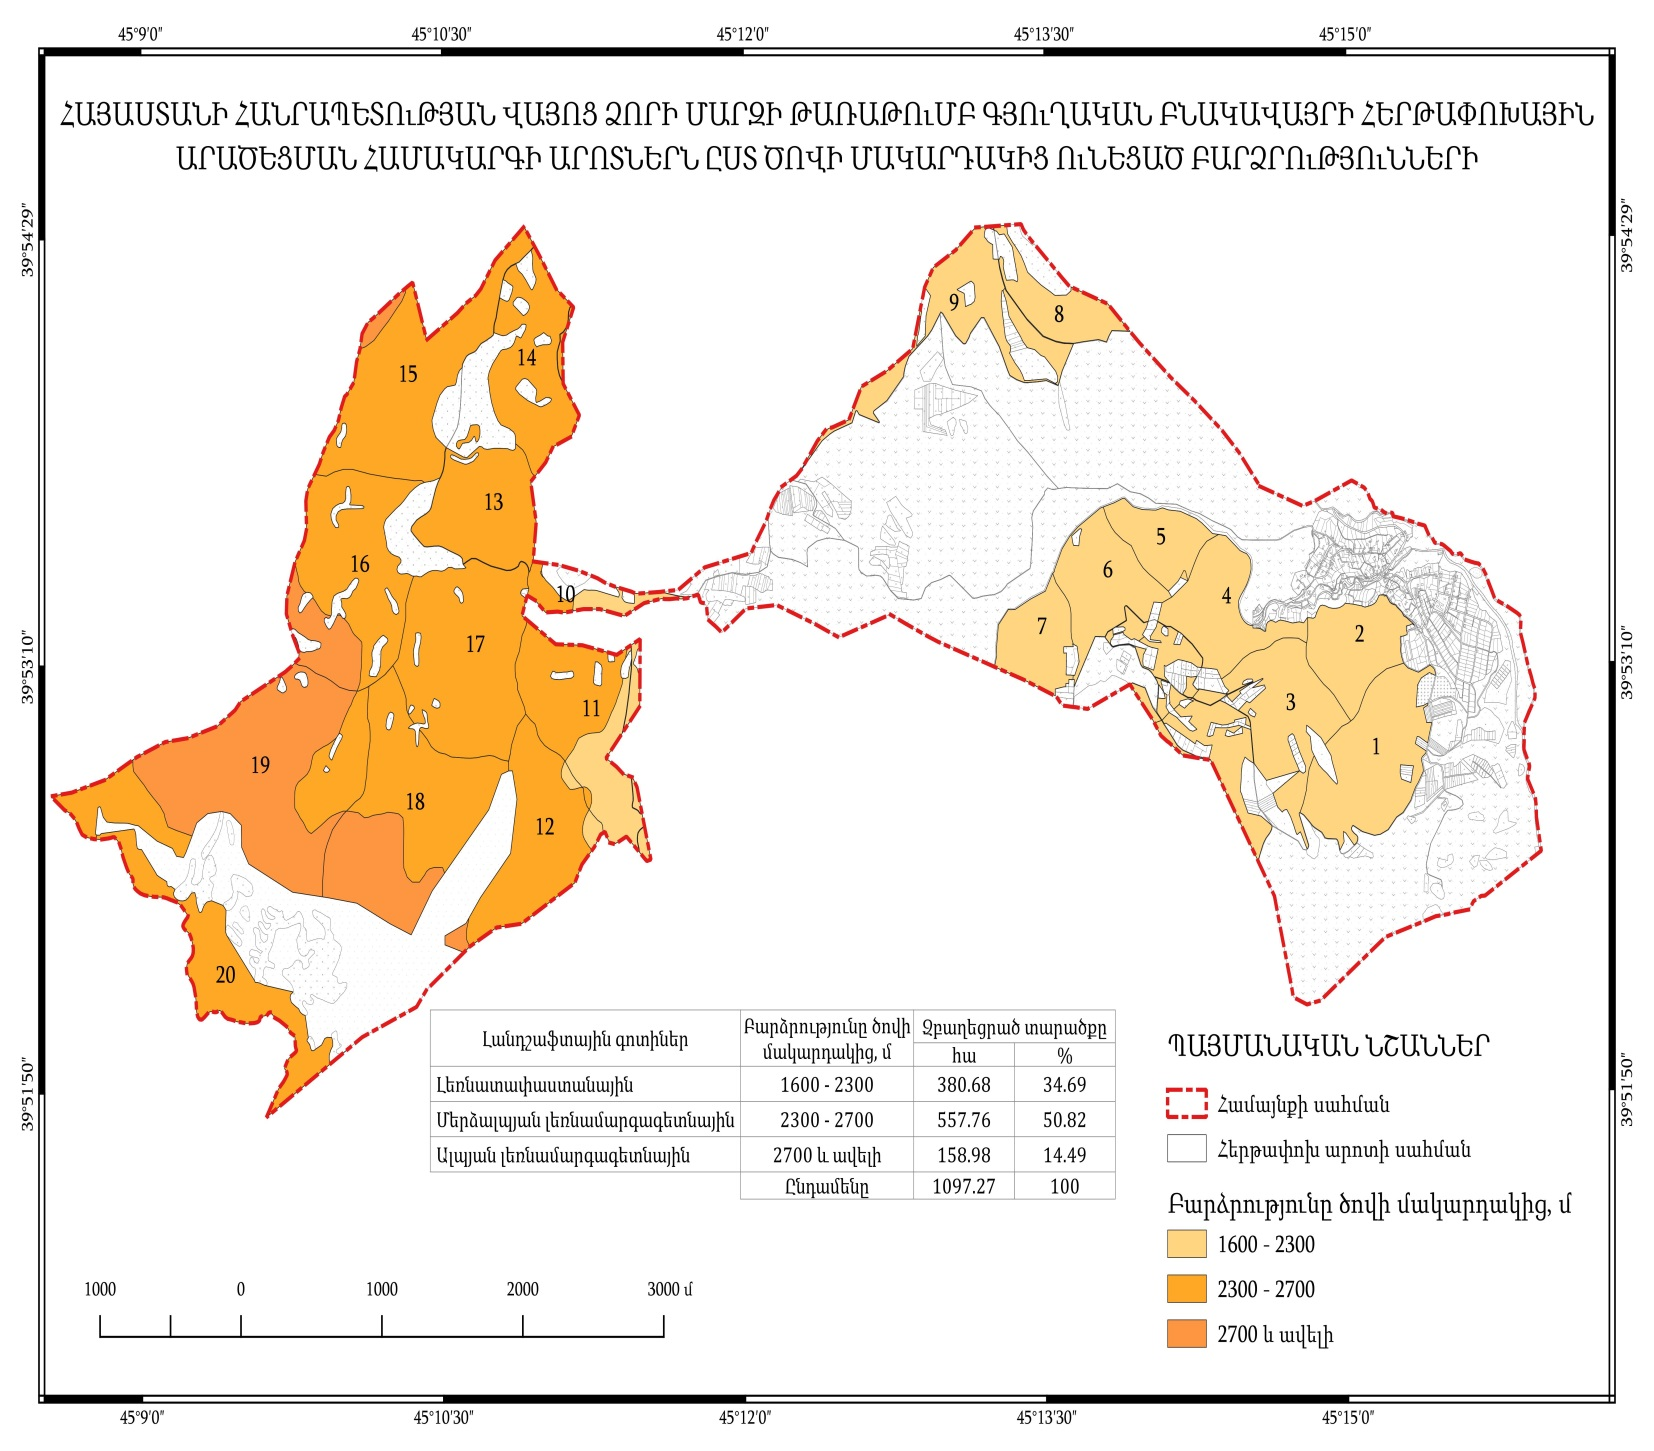 45°9'0" 45°10'30" 45°12'0" 45°13'30" 45°15'0"
ՀԱՅԱՍՏԱՆԻ ՀԱՆՐԱՊԵՏՈւԹՅԱՆ ՎԱՅՈՑ ՁՈՐԻ ՄԱՐԶԻ ԹԱՌԱԹՈւՄԲ ԳՅՈւՂԱԿԱՆ ԲՆԱԿԱՎԱՅՐԻ ՀԵՐԹԱՓՈԽԱՅԻՆ
ԱՐԱԾԵՑՄԱՆ ՀԱՄԱԿԱՐԳԻ ԱՐՈՏՆԵՐՆ ԸՍՏ ԾՈՎԻ ՄԱԿԱՐԴԱԿԻՑ ՈւՆԵՑԱԾ ԲԱՐՁՐՈւԹՅՈւՆՆԵՐԻ
39°54'29" 39°54'29"
9
8
14
15
13
5
16
6
10
4
7
2
17
39°53'10" 39°53'10"
3
11
1
19
18
12
20
Լանդշաֆտային գոտիներ Բարձրությունը ծովի մակարդակից, մ Զբաղեցրած տարածքը
հա %
Լեռնատափաստանային 1600 - 2300 380.68 34.69
Մերձալպյան լեռնամարգագետնային 2300 - 2700 557.76 50.82
Ալպյան լեռնամարգագետնային 2700 և ավելի 158.98 14.49
Ընդամենը 1097.27 100
39°51'50" 39°51'50"
ՊԱՅՄԱՆԱԿԱՆ ՆՇԱՆՆԵՐ
Համայնքի սահման
Հերթափոխ արոտի սահման
Բարձրությունը ծովի մակարդակից, մ
1600 - 2300
2300 - 2700
2700 և ավելի
1000 0 1000 2000 3000 մ
45°9'0" 45°10'30" 45°12'0" 45°13'30" 45°15'0"